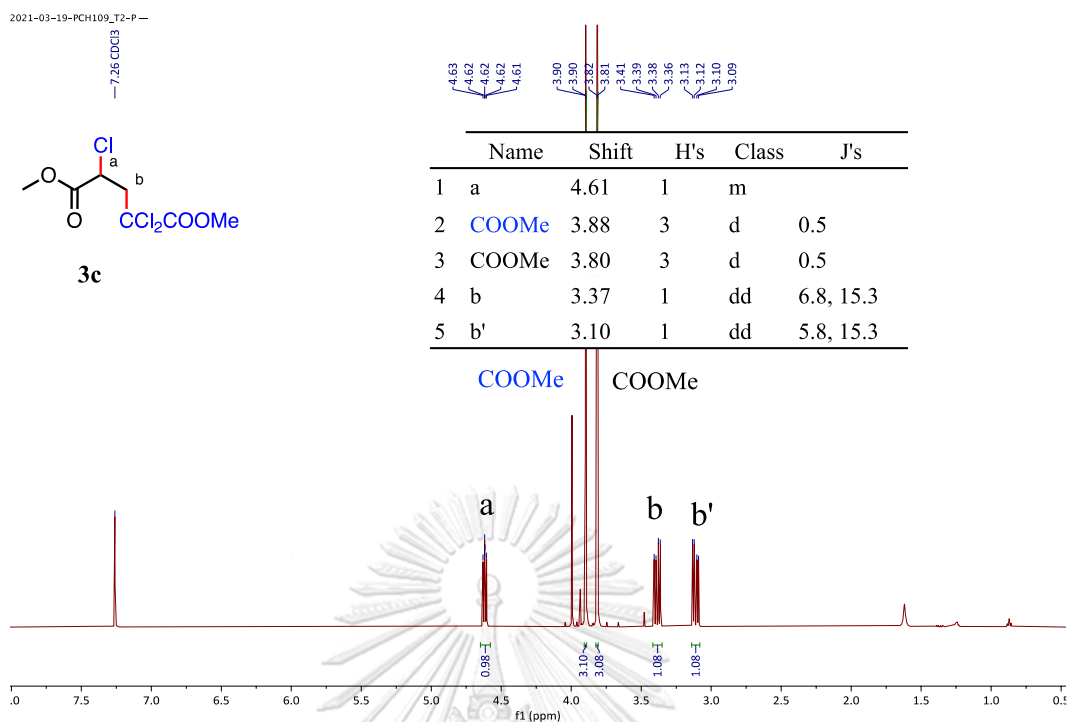 2021-03-19-PCH109_T2-P —
— 7.26 CDCl3
4.63
4.62
4.62
4.62
4.61
3.90
3.90
3.82
3.81
3.41
3.39
3.38
3.36
3.13
3.12
3.10
3.09
Cl
a
b
O
O
CCl₂COOMe
3c
Name Shift H's Class J's
1 a 4.61 1 m
2 COOMe 3.88 3 d 0.5
3 COOMe 3.80 3 d 0.5
4 b 3.37 1 dd 6.8, 15.3
5 b' 3.10 1 dd 5.8, 15.3
COOMe COOMe
a b b'
0.98 3.10 3.08 1.08 1.08
.0 7.5 7.0 6.5 6.0 5.5 5.0 4.5 4.0 3.5 3.0 2.5 2.0 1.5 1.0 0.5
f1 (ppm)